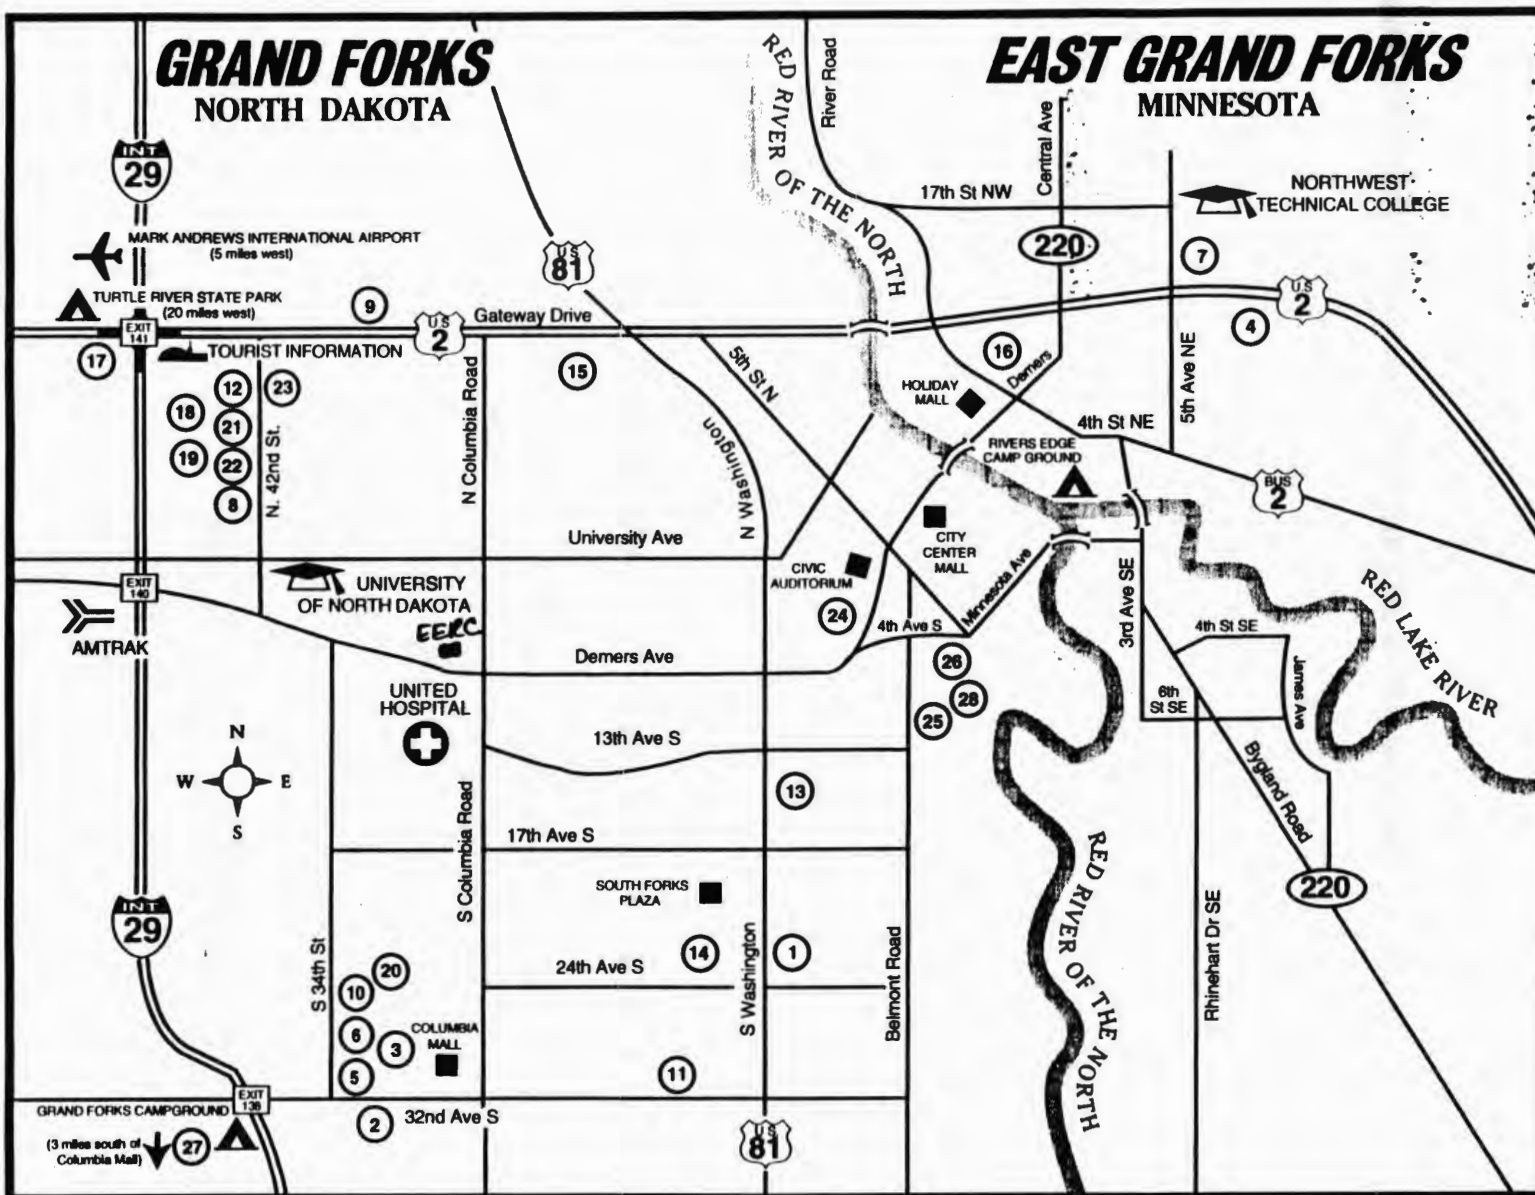 GRAND FORKS
NORTH DAKOTA
EAST GRAND FORKS
MINNESOTA
INT
29
RED RIVER OF THE NORTH
River Road
Central Ave
17th St NW
220
NORTHWEST
TECHNICAL COLLEGE
7
MARK ANDREWS INTERNATIONAL AIRPORT
(5 miles west)
TURTLE RIVER STATE PARK
(20 miles west)
9
U S
81
U S
2
Gateway Drive
U S
2
4
EXIT
141
17
TOURIST INFORMATION
12
23
18
21
19
22
8
N. 42nd St.
N Columbia Road
15
5th St N
N Washington
16
Demers
HOLIDAY
MALL
5th Ave NE
4th St NE
RIVERS EDGE
CAMP GROUND
BUS
2
University Ave
CITY
CENTER
MALL
CIVIC
AUDITORIUM
24
4th Ave S
Minnesota Ave
3rd Ave SE
RED LAKE RIVER
EXIT
140
AMTRAK
UNIVERSITY
OF NORTH DAKOTA
EERC
Demers Ave
26
28
25
4th St SE
James Ave
6th
St SE
Bygland Road
220
UNITED
HOSPITAL
N
W
E
S
13th Ave S
13
17th Ave S
S Columbia Road
SOUTH FORKS
PLAZA
14
1
24th Ave S
S Washington
Belmont Road
RED RIVER OF THE NORTH
Rhinehart Dr SE
INT
29
S 34th St
20
10
6
3
5
COLUMBIA
MALL
11
EXIT
138
GRAND FORKS CAMPGROUND
(3 miles south of
Columbia Mall)
27
2
32nd Ave S
U S
81